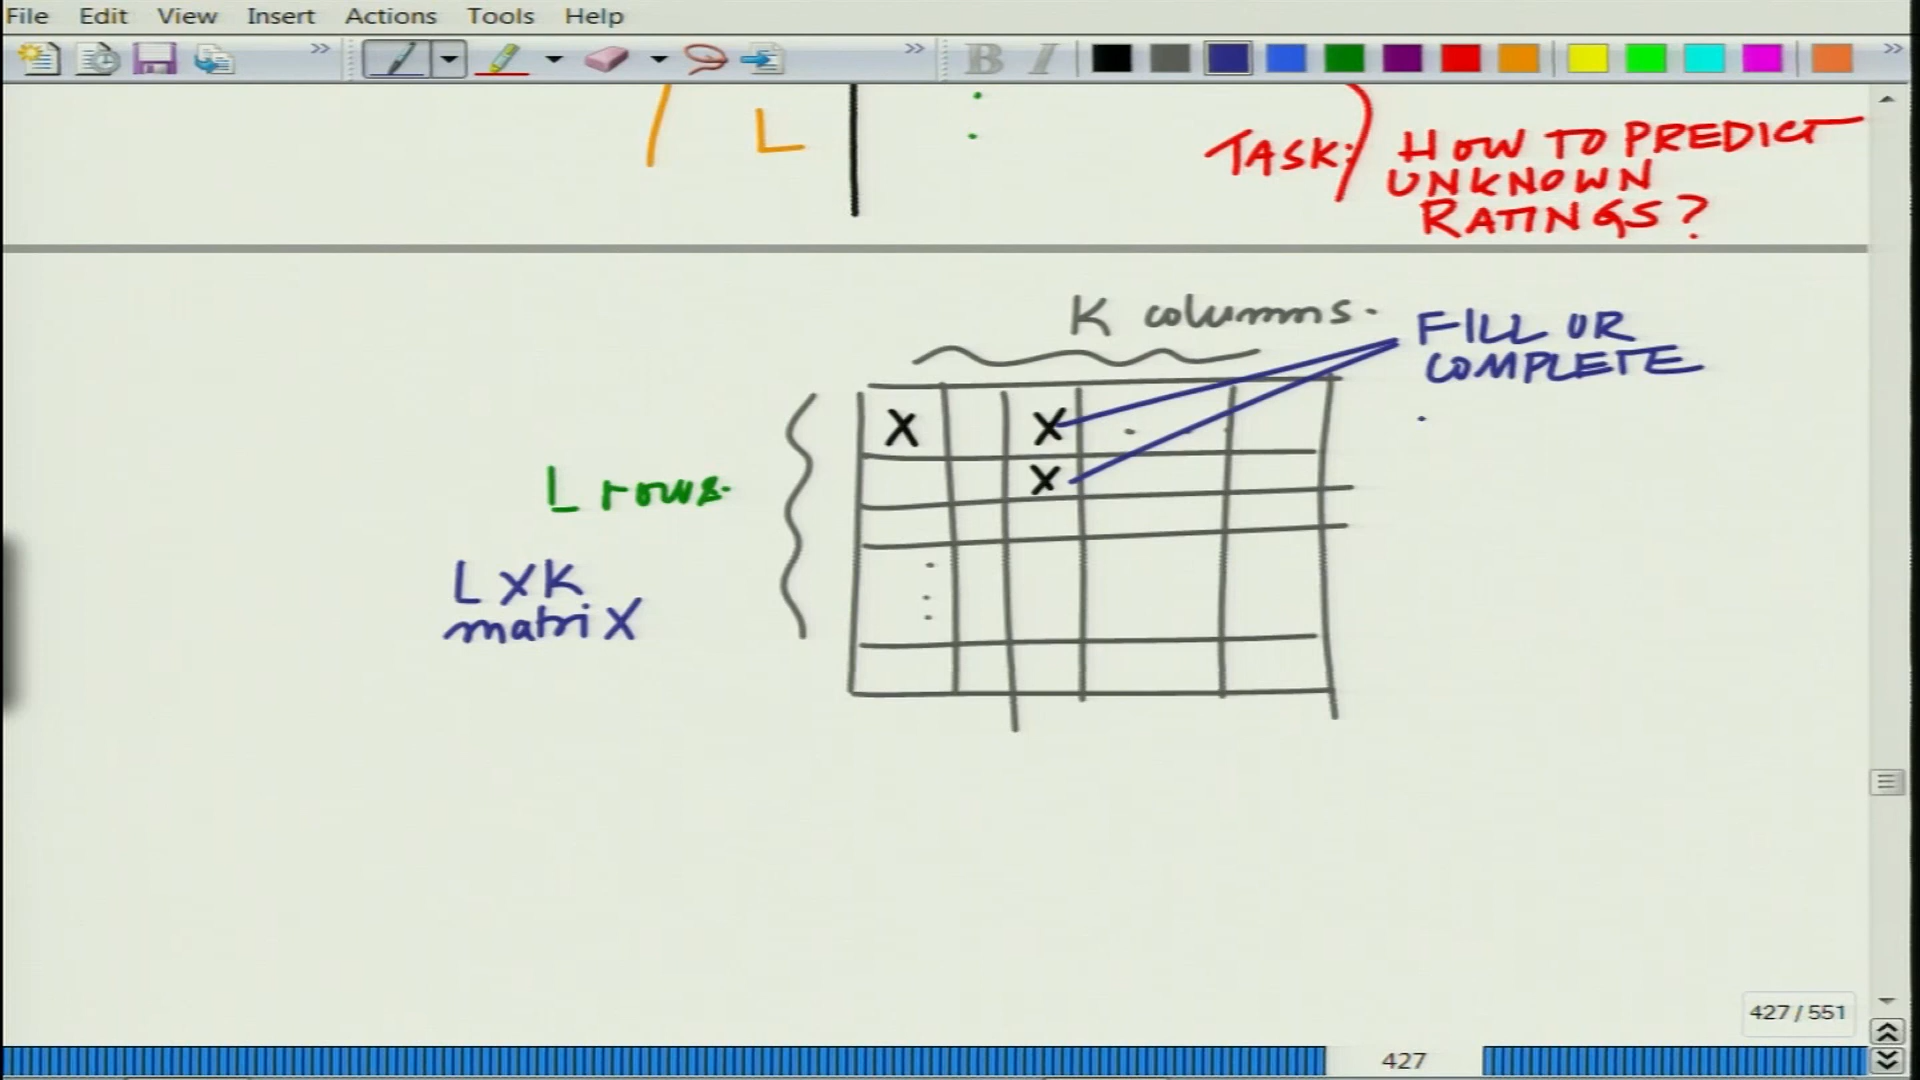 File Edit View Insert Actions Tools Help
B I
L
TASK: HOW TO PREDICT
UNKNOWN
RATINGS?
K columns.
FILL OR
COMPLETE
X X
X
L rows.
L X K
matrix
427 / 551
427